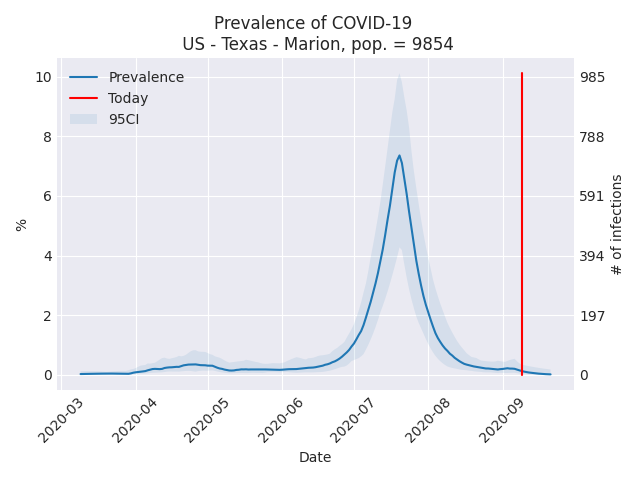 Prevalence of COVID-19
US - Texas - Marion, pop. = 9854
Prevalence
Today
95CI
10
8
6
4
2
0
%
985
788
591
394
197
0
# of infections
2020-03
2020-04
2020-05
2020-06
2020-07
2020-08
2020-09
Date